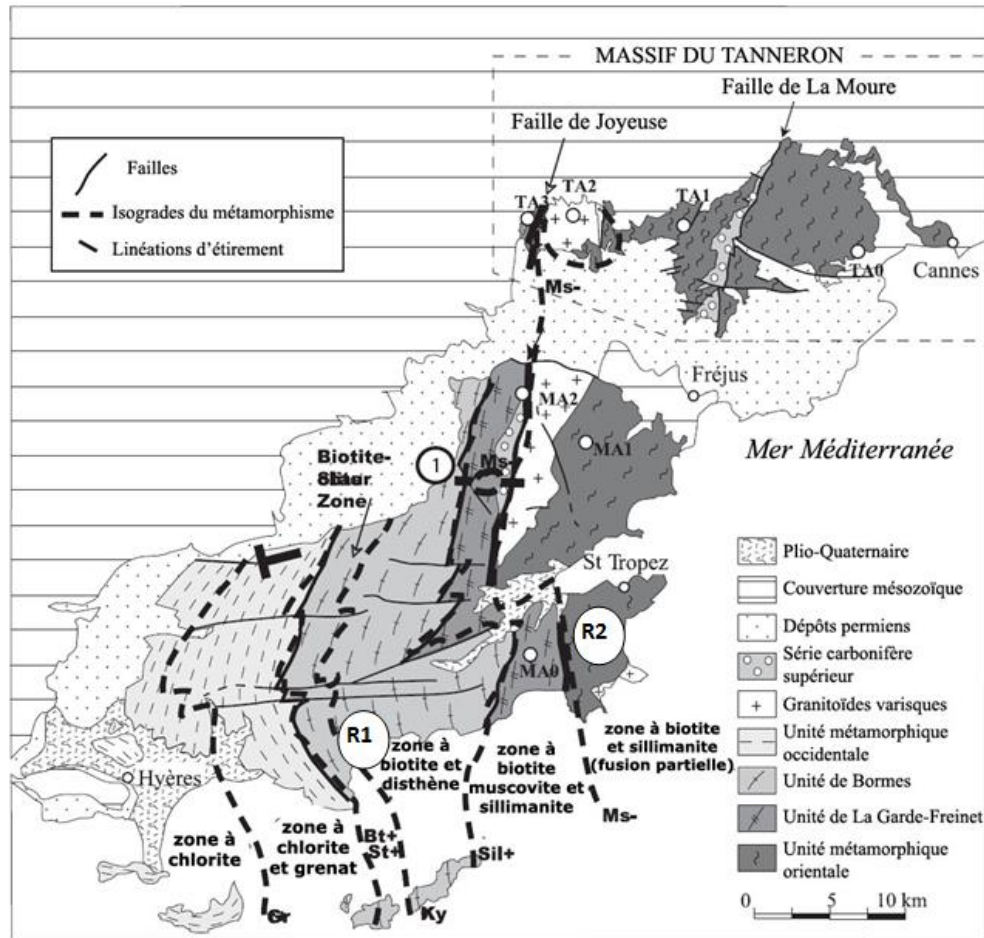 MASSIF DU TANNERON
Faille de La Moure
Faille de Joyeuse
Failles
Isogrades du métamorphisme
Linéations d'étirement
TA3
TA2
TA1
TA0
Cannes
Ms-
Fréjus
MA2
MA1
Mer Méditerranée
1
Ms-
Biotite-
Zone
St Tropez
R2
MA0
R1
Hyères
zone à
chlorite
zone à
chlorite
et grenat
zone à
biotite et
disthène
zone à
biotite
muscovite et
sillimanite
zone à biotite
et sillimanite
(fusion partielle)
Ms-
Bt+
St+
Sil+
Ky
Gr
Plio-Quaternaire
Couverture mésozoïque
Dépôts permiens
Série carbonifère
supérieur
Granitoïdes varisques
Unité métamorphique
occidentale
Unité de Bormes
Unité de La Garde-Freinet
Unité métamorphique
orientale
0 5 10 km